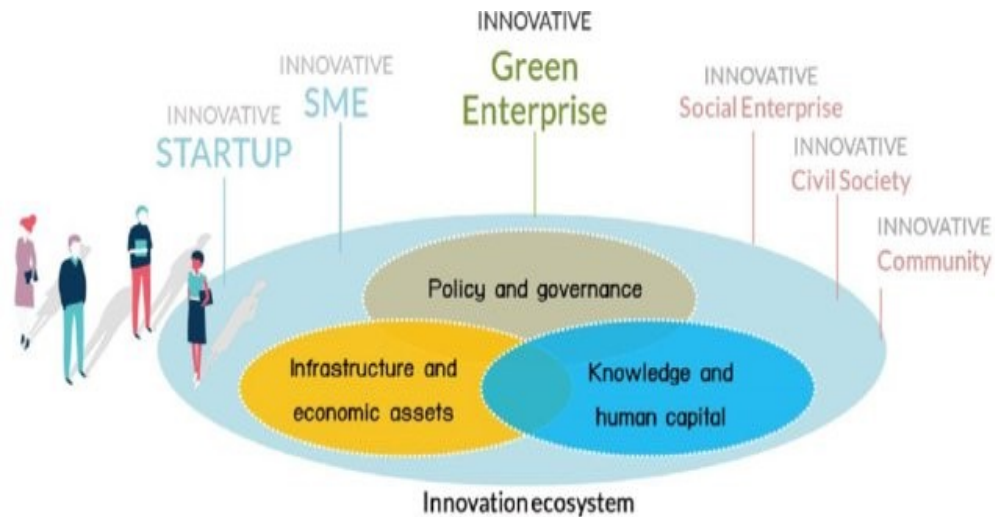 INNOVATIVE
STARTUP
INNOVATIVE
SME
INNOVATIVE
Green
Enterprise
INNOVATIVE
Social Enterprise
INNOVATIVE
Civil Society
INNOVATIVE
Community
Policy and governance
Infrastructure and
economic assets
Knowledge and
human capital
Innovation ecosystem